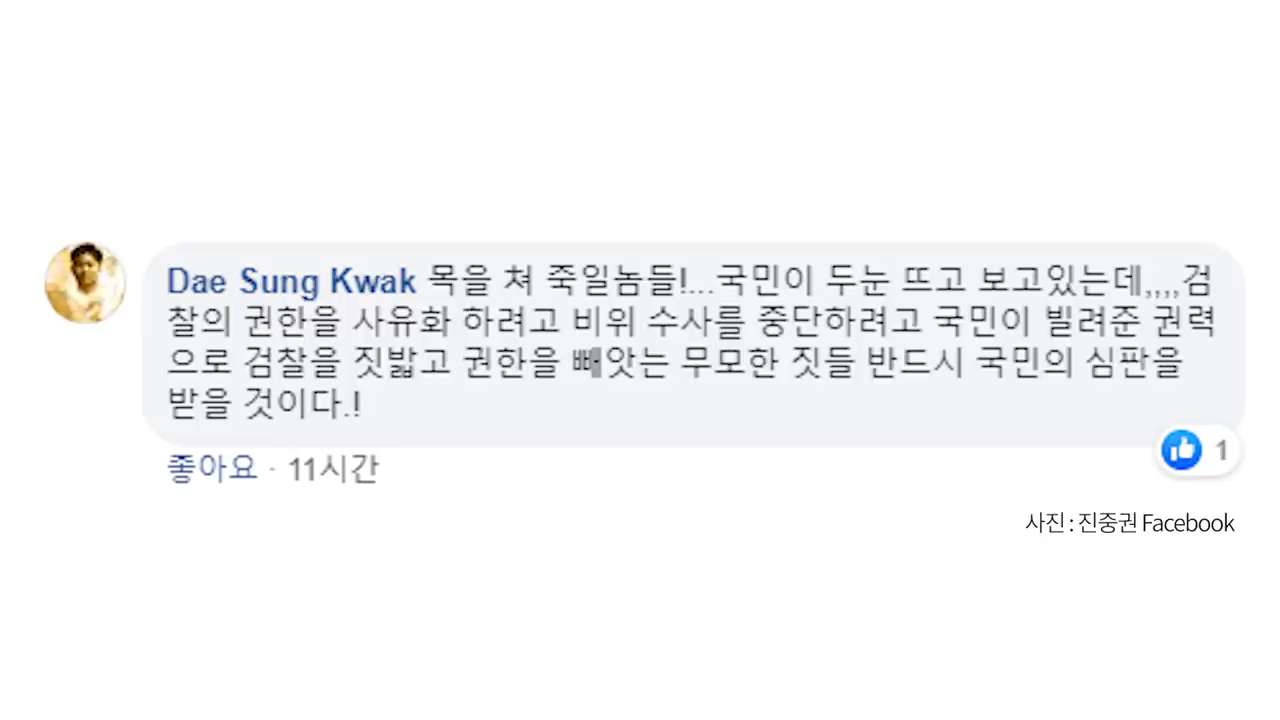 Dae Sung Kwak 목을 쳐 죽일놈들!...국민이 두눈 뜨고 보고있는데,,,,검
찰의 권한을 사유화 하려고 비위 수사를 중단하려고 국민이 빌려준 권력
으로 검찰을 짓밟고 권한을 빼앗는 무모한 짓들 반드시 국민의 심판을
받을 것이다.!
좋아요 · 11시간
1
사진 : 진중권 Facebook